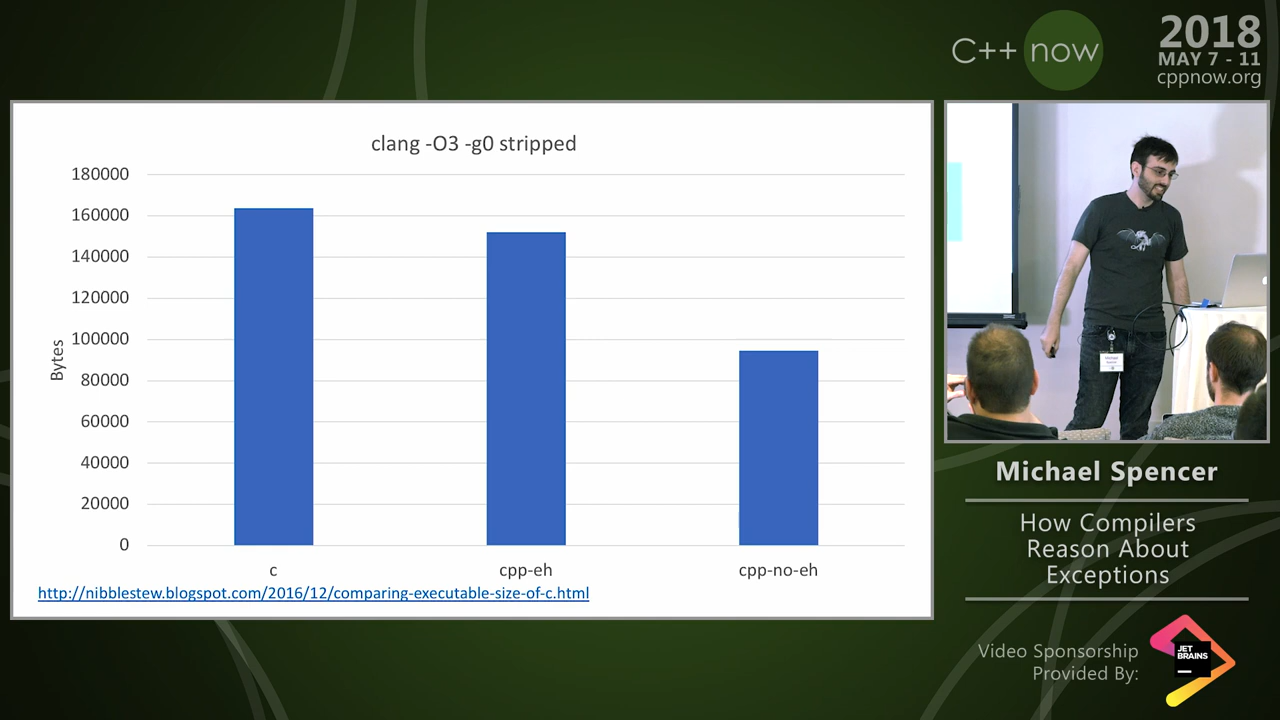 C++ now
2018
MAY 7 - 11
cppnow.org
clang -O3 -g0 stripped
180000
160000
140000
120000
100000
80000
60000
40000
20000
0
Bytes
c
cpp-eh
cpp-no-eh
http://nibblestew.blogspot.com/2016/12/comparing-executable-size-of-c.html
Michael Spencer
How Compilers
Reason About
Exceptions
Video Sponsorship
Provided By:
JET
BRAINS